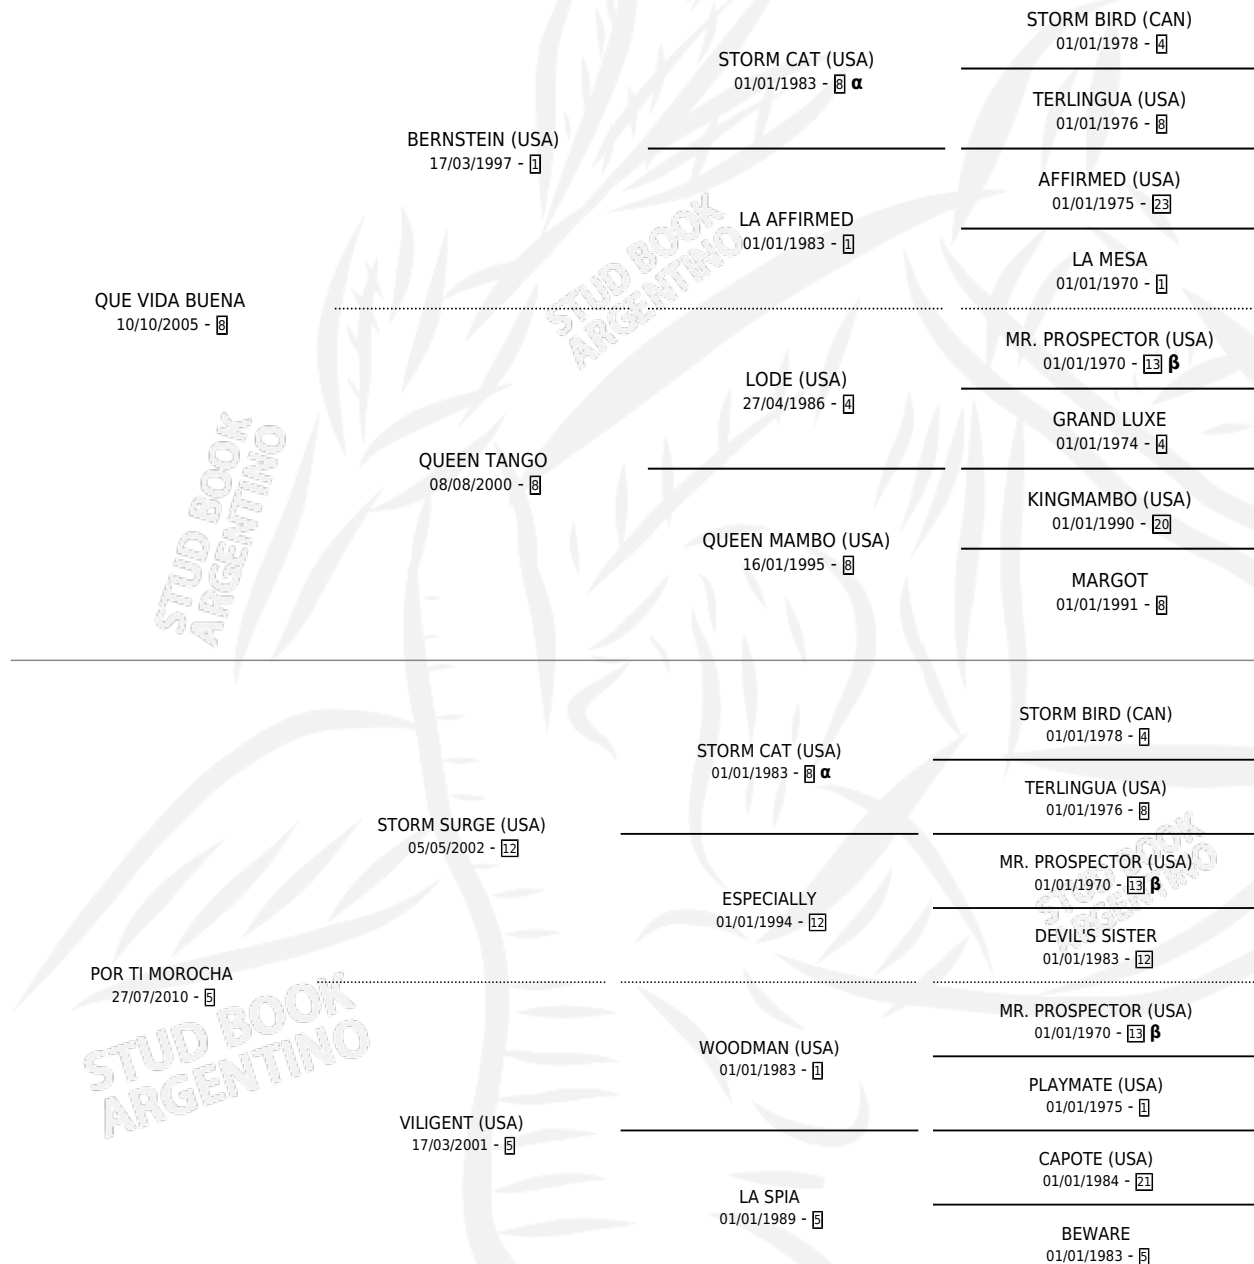 STORM BIRD (CAN)
01/01/1978 - 4
STORM CAT (USA)
01/01/1983 - 8 α
TERLINGUA (USA)
01/01/1976 - 8
BERNSTEIN (USA)
17/03/1997 - 1
AFFIRMED (USA)
01/01/1975 - 23
LA AFFIRMED
01/01/1983 - 1
LA MESA
01/01/1970 - 1
QUE VIDA BUENA
10/10/2005 - 8
MR. PROSPECTOR (USA)
01/01/1970 - 13 β
LODE (USA)
27/04/1986 - 4
GRAND LUXE
01/01/1974 - 4
QUEEN TANGO
08/08/2000 - 8
KINGMAMBO (USA)
01/01/1990 - 20
QUEEN MAMBO (USA)
16/01/1995 - 8
MARGOT
01/01/1991 - 8
STORM BIRD (CAN)
01/01/1978 - 4
STORM CAT (USA)
01/01/1983 - 8 α
TERLINGUA (USA)
01/01/1976 - 8
STORM SURGE (USA)
05/05/2002 - 12
MR. PROSPECTOR (USA)
01/01/1970 - 13 β
ESPECIALLY
01/01/1994 - 12
DEVIL'S SISTER
01/01/1983 - 12
POR TI MOROCHA
27/07/2010 - 5
MR. PROSPECTOR (USA)
01/01/1970 - 13 β
WOODMAN (USA)
01/01/1983 - 1
PLAYMATE (USA)
01/01/1975 - 1
VILIGENT (USA)
17/03/2001 - 5
CAPOTE (USA)
01/01/1984 - 21
LA SPIA
01/01/1989 - 5
BEWARE
01/01/1983 - 5
STUD BOOK
ARGENTINO
STUD BOOK
ARGENTINO
STUD BOOK
ARGENTINO
STUD BOOK
ARGENTINO